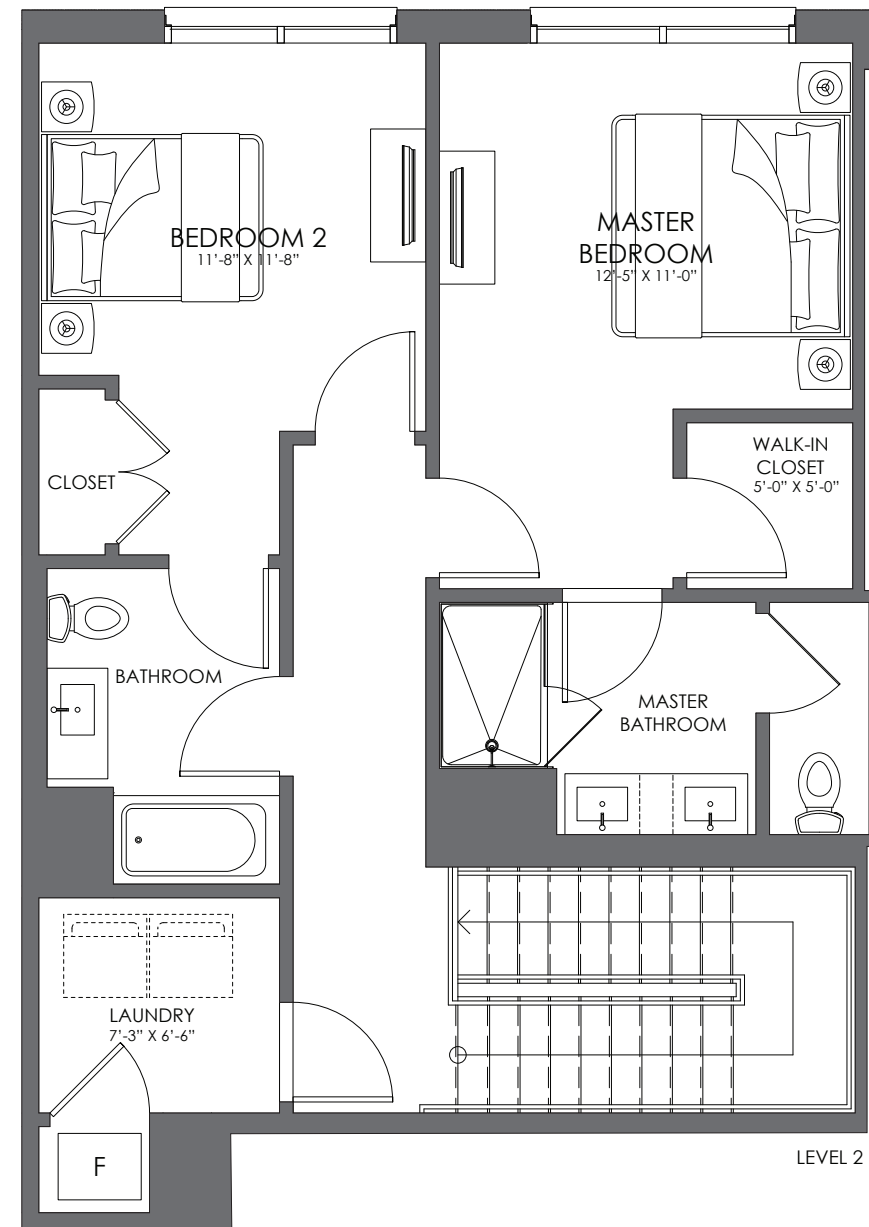 BEDROOM 2
11’-8” X 11’-8”
MASTER
BEDROOM
12’-5” X 11’-0”
WALK-IN
CLOSET
5’-0” X 5’-0”
CLOSET
BATHROOM
MASTER
BATHROOM
LAUNDRY
7’-3” X 6’-6”
F
LEVEL 2